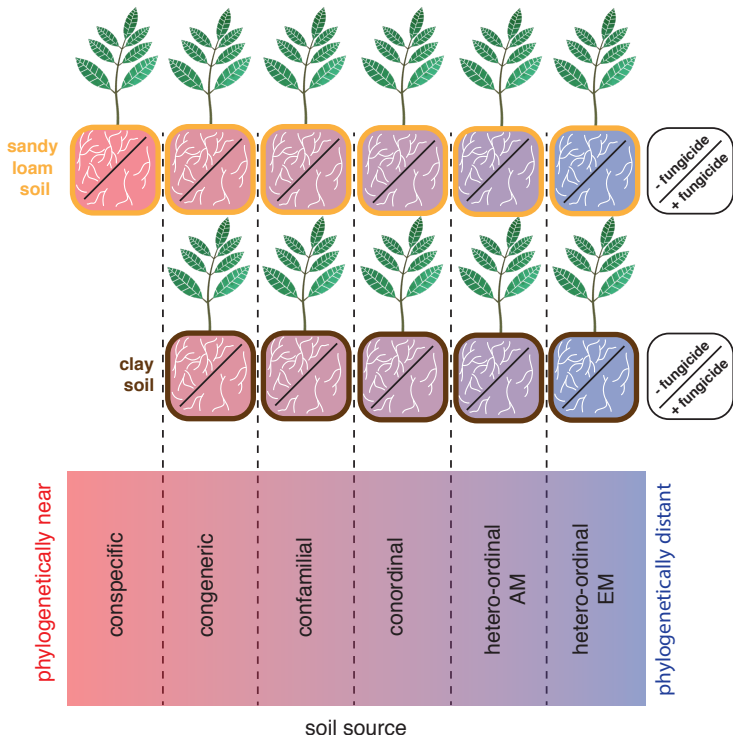 sandy
loam
soil
- fungicide
+ fungicide
clay
soil
- fungicide
+ fungicide
phylogenetically near
conspecific
congeneric
confamilial
conordinal
hetero-ordinal
AM
hetero-ordinal
EM
phylogenetically distant
soil source